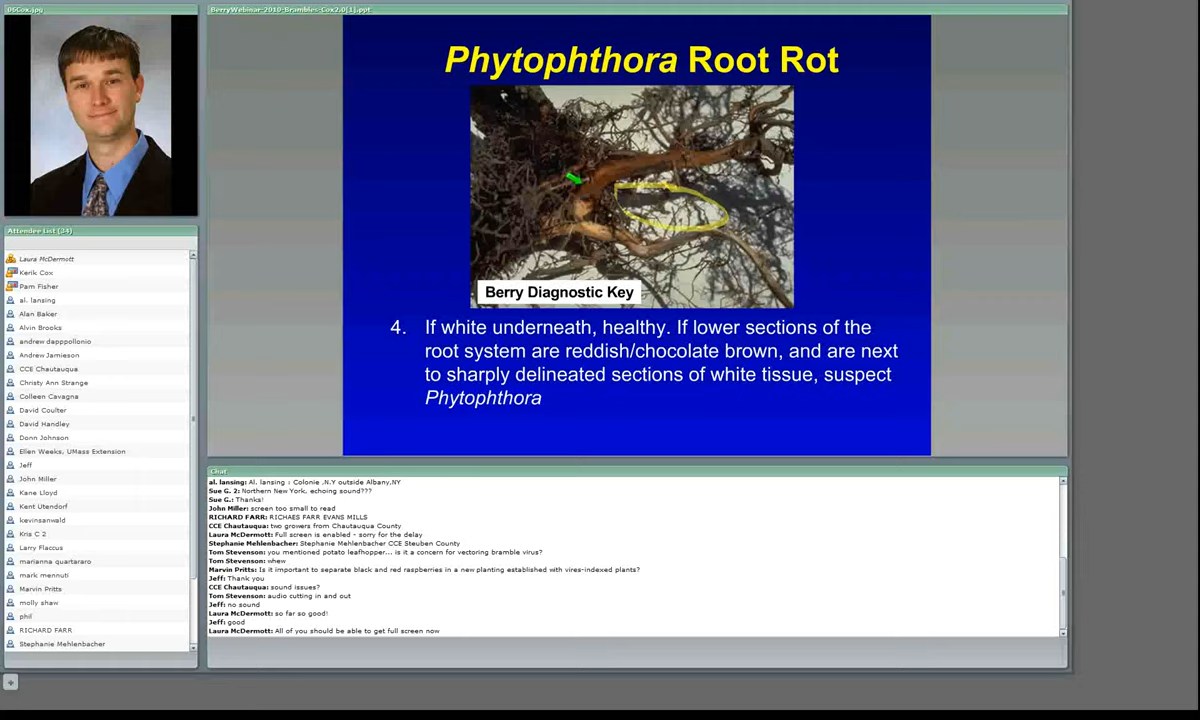 05Cox.jpg
BerryWebinar-2010-Brambles-Cox2.0[1].ppt
Phytophthora Root Rot
Berry Diagnostic Key
4. If white underneath, healthy. If lower sections of the
root system are reddish/chocolate brown, and are next
to sharply delineated sections of white tissue, suspect
Phytophthora
Attendee List (34)
Laura McDermott
Kerik Cox
Pam Fisher
al. lansing
Alan Baker
Alvin Brooks
andrew dapppollonio
Andrew Jamieson
CCE Chautauqua
Christy Ann Strange
Colleen Cavagna
David Coulter
David Handley
Donn Johnson
Ellen Weeks, UMass Extension
Jeff
John Miller
Kane Lloyd
Kent Utendorf
kevinsanwald
Kris C 2
Larry Flaccus
marianna quartararo
mark mennuti
Marvin Pritts
molly shaw
phil
RICHARD FARR
Stephanie Mehlenbacher
Chat
al. lansing: Al. lansing : Colonie ,N.Y outside Albany,NY
Sue G. 2: Northern New York, echoing sound???
Sue G.: Thanks!
John Miller: screen too small to read
RICHARD FARR: RICHAES FARR EVANS MILLS
CCE Chautauqua: two growers from Chautauqua County
Laura McDermott: Full screen is enabled - sorry for the delay
Stephanie Mehlenbacher: Stephanie Mehlenbacher CCE Steuben County
Tom Stevenson: you mentioned potato leafhopper... is it a concern for vectoring bramble virus?
Tom Stevenson: whew
Marvin Pritts: Is it important to separate black and red raspberries in a new planting established with vires-indexed plants?
Jeff: Thank you
CCE Chautauqua: sound issues?
Tom Stevenson: audio cutting in and out
Jeff: no sound
Laura McDermott: so far so good!
Jeff: good
Laura McDermott: All of you should be able to get full screen now